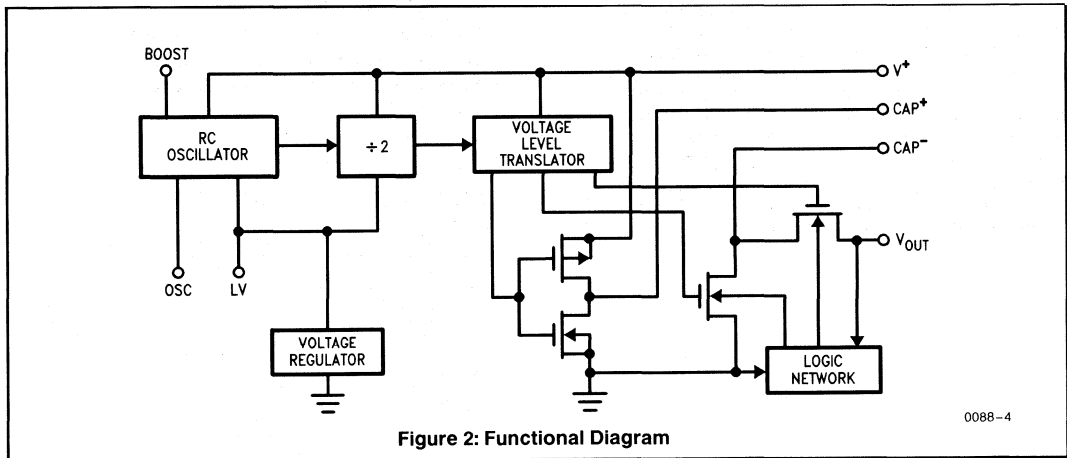 BOOST
V+
CAP+
RC
OSCILLATOR
÷2
VOLTAGE
LEVEL
TRANSLATOR
CAP-
VOUT
OSC
LV
VOLTAGE
REGULATOR
LOGIC
NETWORK
0088-4
Figure 2: Functional Diagram